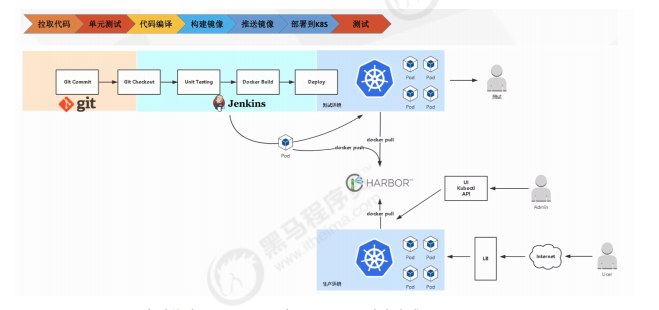 拉取代码 单元测试 代码编译 构建镜像 推送镜像 部署到K8S 测试
Git Commit Git Checkout Unit Testing Docker Build Deploy
git
Jenkins
测试环境
Pod Pod
Pod Pod
测试
docker pull
docker push
Pod
HARBOR™
UI
Kubectl
API
Admin
docker pull
黑马程序员
www.itheima.com
生产环境
Pod Pod
Pod Pod
LB
Internet
User